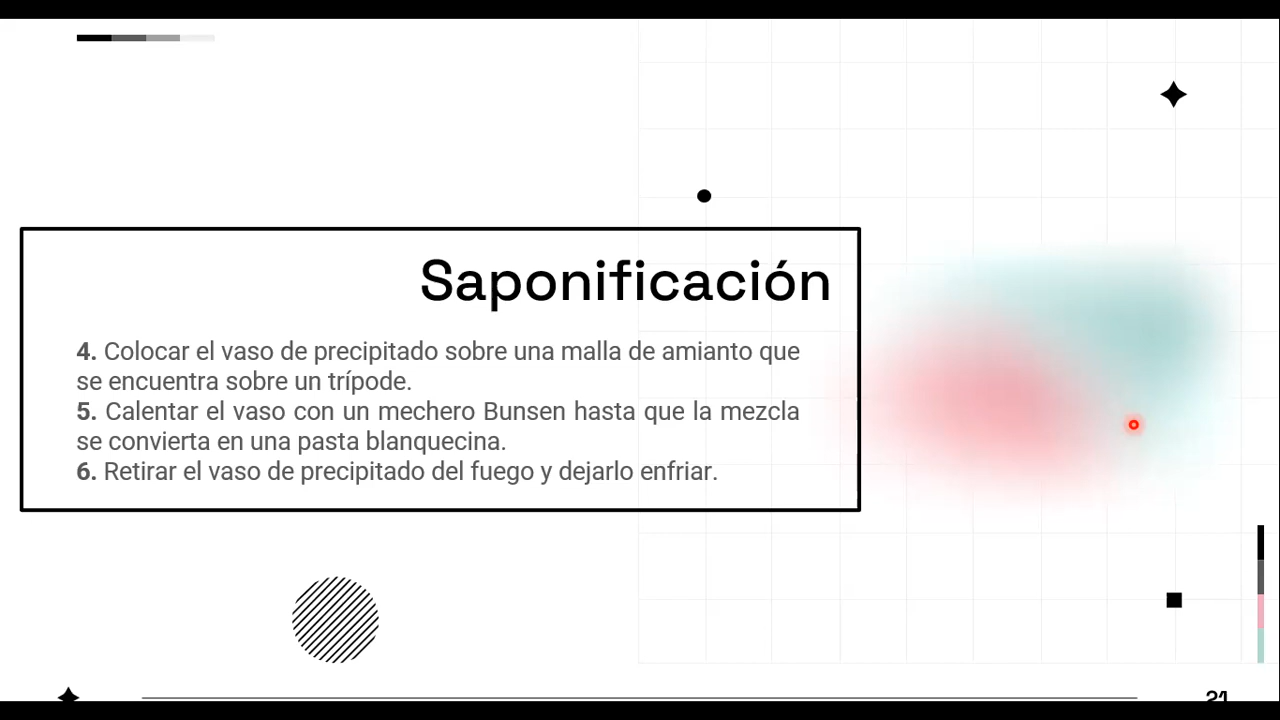 Saponificación
4. Colocar el vaso de precipitado sobre una malla de amianto que
se encuentra sobre un trípode.
5. Calentar el vaso con un mechero Bunsen hasta que la mezcla
se convierta en una pasta blanquecina.
6. Retirar el vaso de precipitado del fuego y dejarlo enfriar.
21